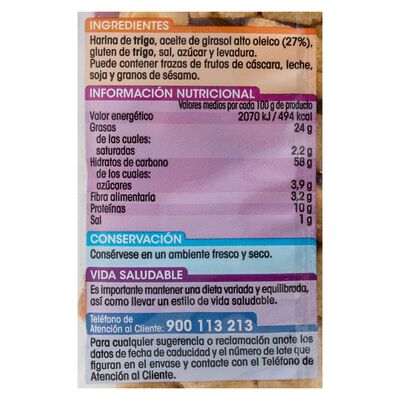 INGREDIENTES
Harina de trigo, aceite de girasol alto oleico (27%),
gluten de trigo, sal, azúcar y levadura.
Puede contener trazas de frutos de cáscara, leche,
soja y granos de sésamo.
INFORMACIÓN NUTRICIONAL
Valores medios por cada 100 g de producto
Valor energético 2070 kJ / 494 kcal
Grasas 24 g
de las cuales:
saturadas 2,2 g
Hidratos de carbono 58 g
de los cuales:
azúcares 3,9 g
Fibra alimentaria 3,2 g
Proteínas 10 g
Sal 1 g
CONSERVACIÓN
Consérvese en un ambiente fresco y seco.
VIDA SALUDABLE
Es importante mantener una dieta variada y equilibrada,
así como llevar un estilo de vida saludable.
Teléfono de
Atención al Cliente: 900 113 213
Para cualquier sugerencia o reclamación anote los
datos de fecha de caducidad y el número de lote que
figuran en el envase y contacte con el Teléfono de
Atención al Cliente.